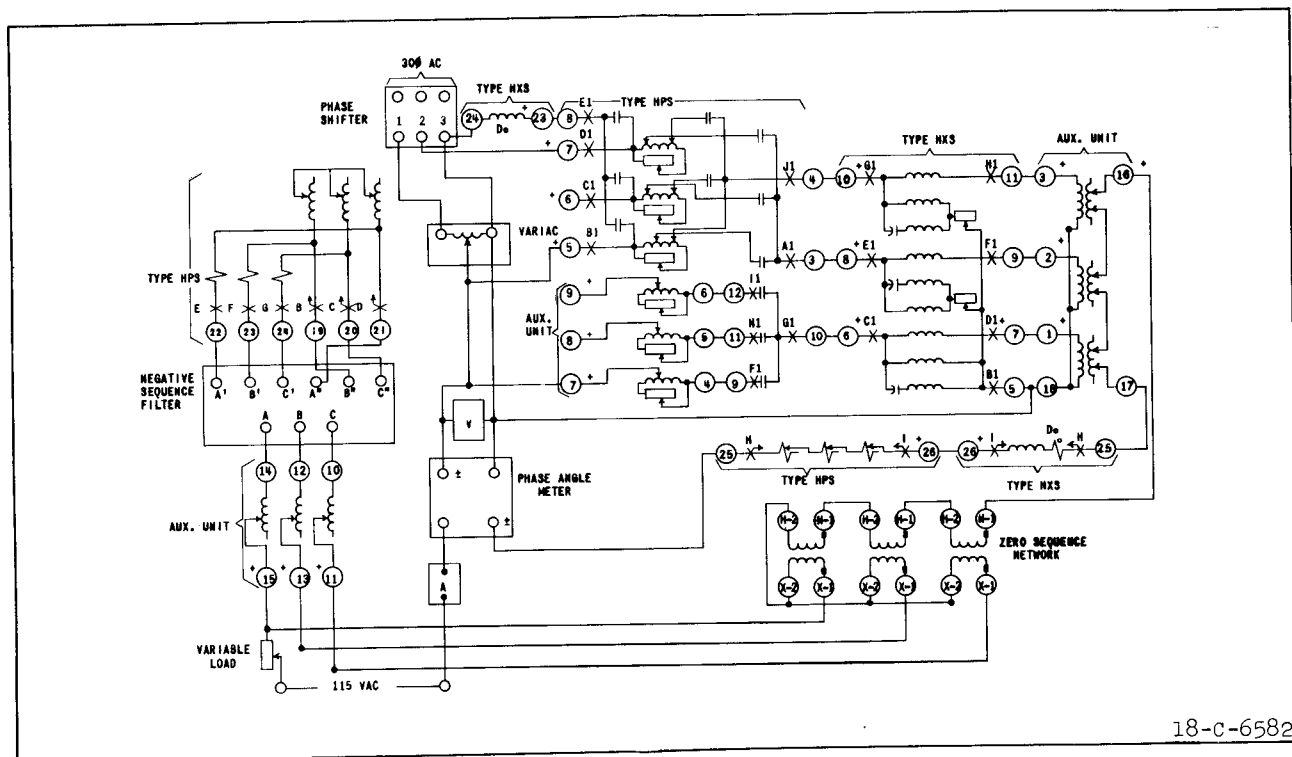 30Ø AC
TYPE HXS
E1
TYPE HPS
PHASE
SHIFTER
1 2 3
24
Do
+
23
8
D1
+
7
J1
4
TYPE HXS
10
+
G1
H1
11
AUX. UNIT
3
+
16
+
C1
+
6
VARIAC
+
5
B1
A1
3
8
+
E1
F1
9
2
+
TYPE HPS
E
F
G
B
C
D
22
23
24
19
20
21
AUX.
UNIT
9
+
6
12
I1
8
+
5
11
H1
G1
10
6
+
C1
D1
+
7
1
+
7
+
4
9
F1
B1
5
18
17
NEGATIVE
SEQUENCE
FILTER
A' B' C' A" B" C"
A B C
V
14
12
10
±
PHASE ANGLE
METER
±
25
H
I
+
26
TYPE HPS
+
26
I
Do
H
25
TYPE HXS
AUX. UNIT
+
15
+
13
+
11
A
H-2 H-1 H-2 H-1 H-2 H-1
ZERO SEQUENCE
NETWORK
X-2 X-1 X-2 X-1 X-2 X-1
VARIABLE
LOAD
115 VAC
18-C-6582